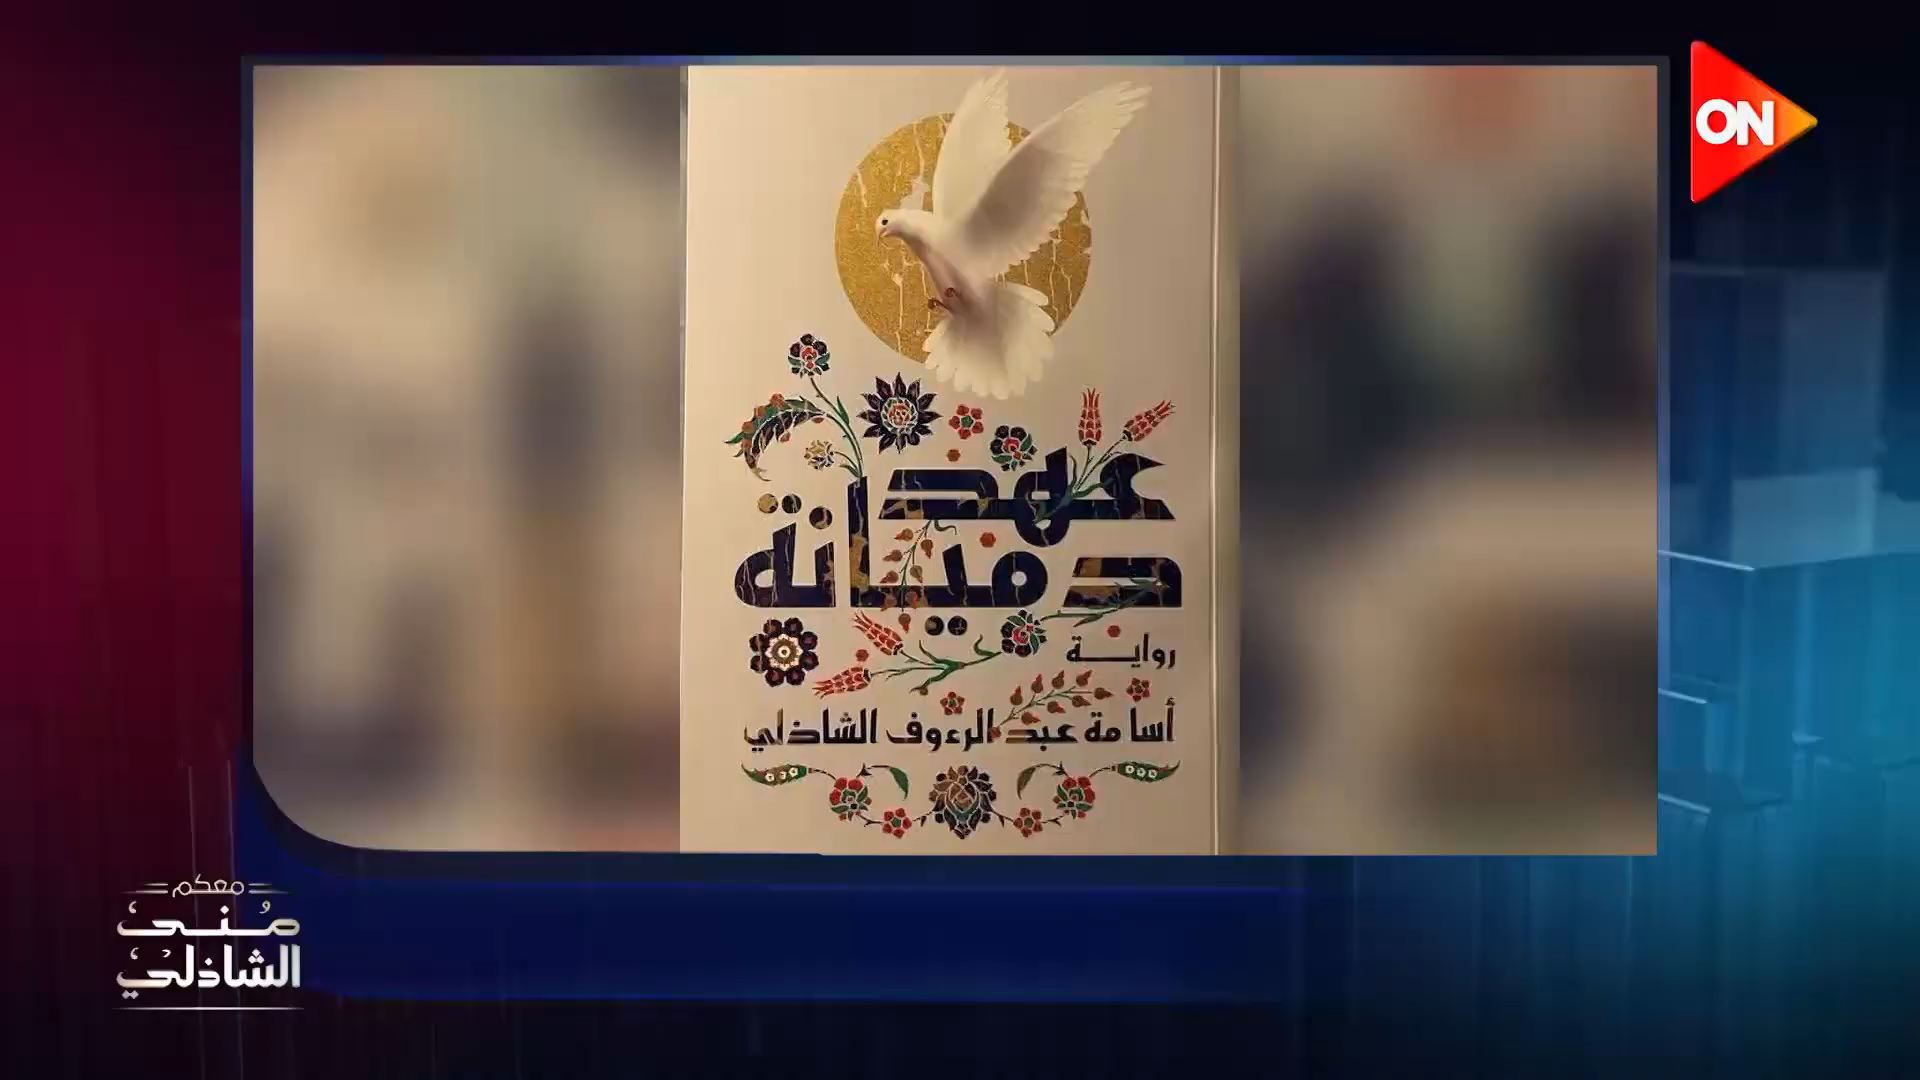 ON
عهد
دميانة
رواية
أسامة عبد الرءوف الشاذلي
معكم
منى
الشاذلي